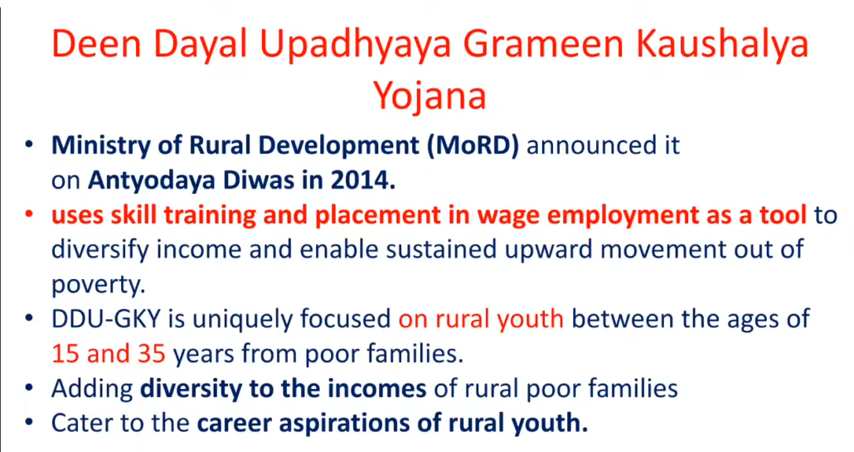 Deen Dayal Upadhyaya Grameen Kaushalya
Yojana
• Ministry of Rural Development (MoRD) announced it
on Antyodaya Diwas in 2014.
• uses skill training and placement in wage employment as a tool to
diversify income and enable sustained upward movement out of
poverty.
• DDU-GKY is uniquely focused on rural youth between the ages of
15 and 35 years from poor families.
• Adding diversity to the incomes of rural poor families
• Cater to the career aspirations of rural youth.